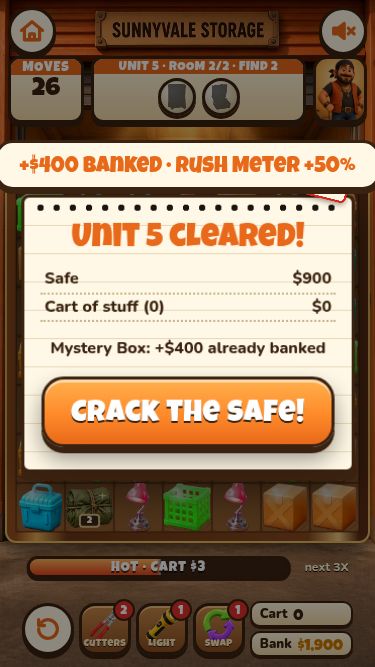 SUNNYVALE STORAGE
MOVES
26
UNIT 5 · ROOM 2/2 · FIND 2
+$400 BANKED · RUSH METER +50%
UNIT 5 CLEARED!
Safe $900
Cart of stuff (0) $0
Mystery Box: +$400 already banked
CRACK THE SAFE!
2
HOT · CART $3
next 3X
2
1
1
CUTTERS
LIGHT
SWAP
Cart 0
Bank $1,900